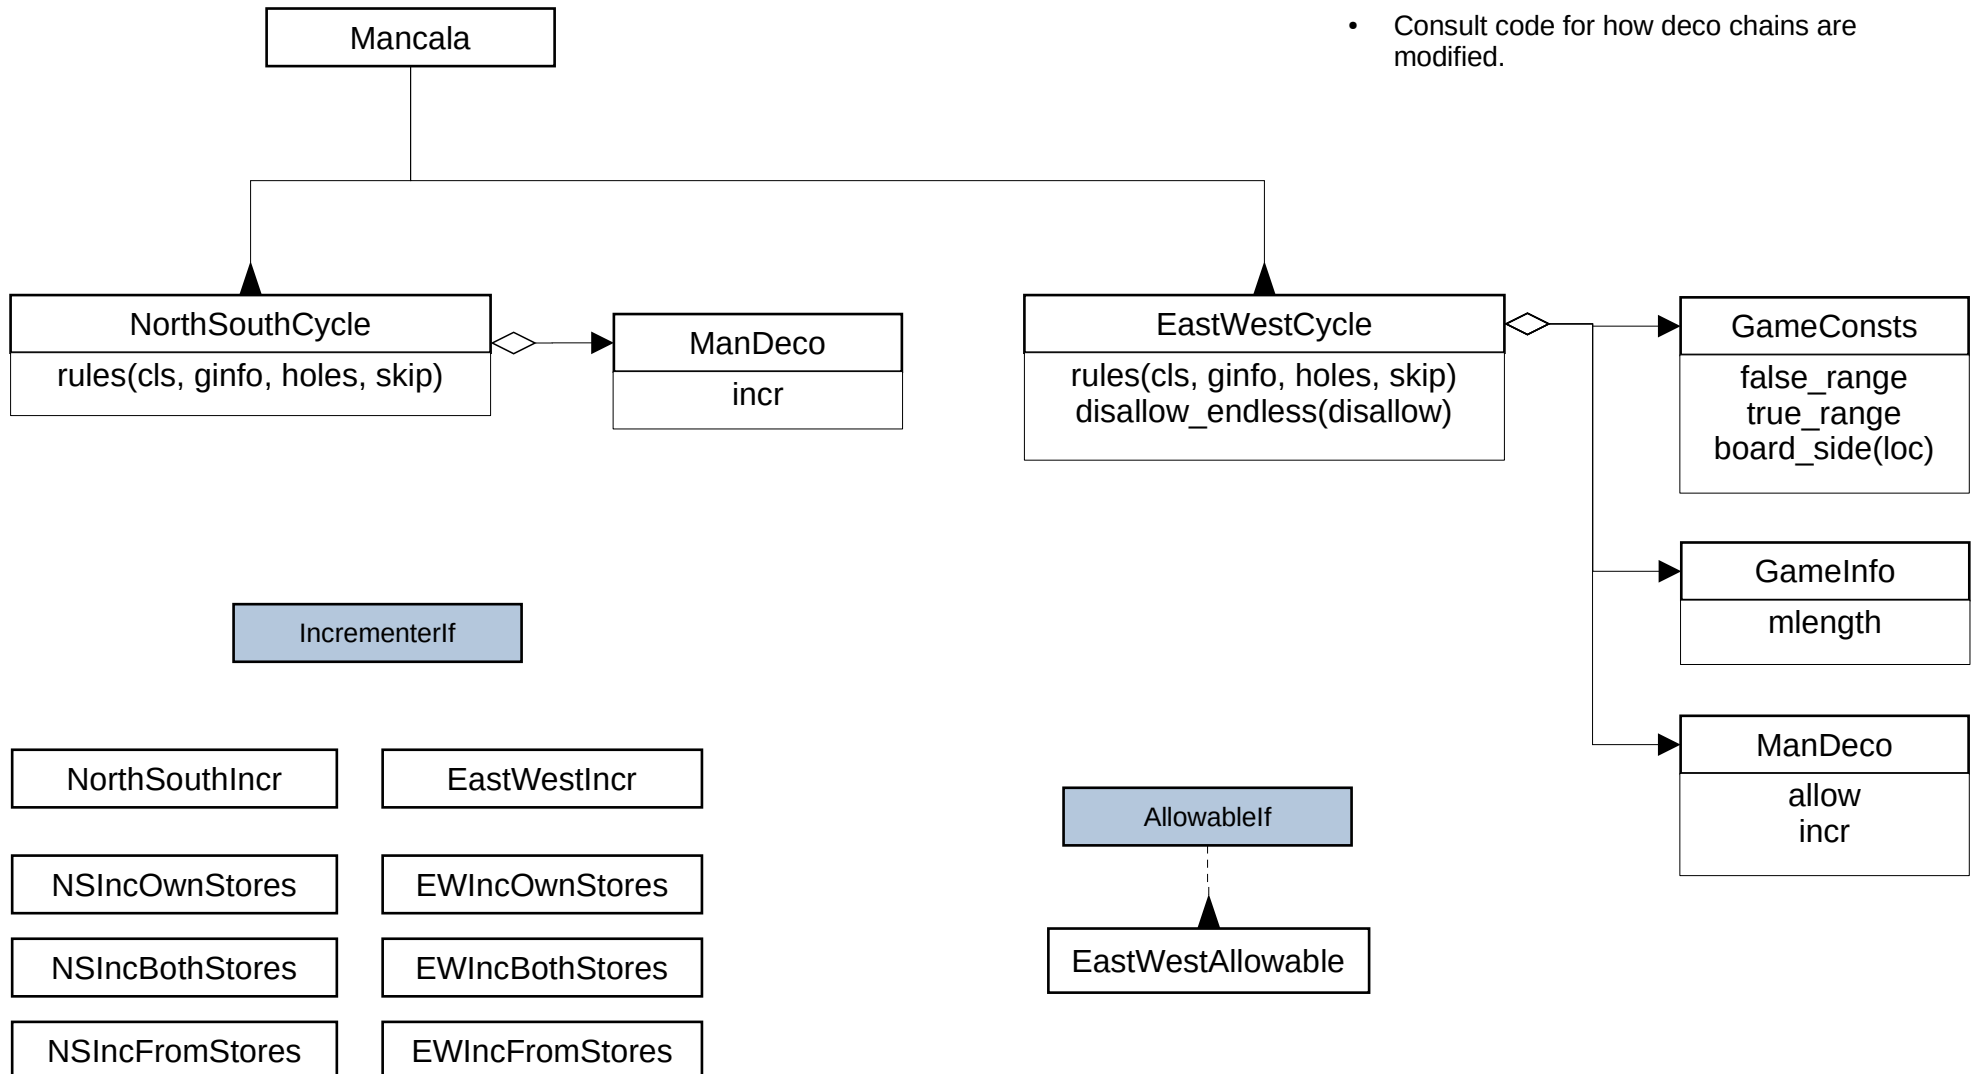 Mancala
• Consult code for how deco chains are
modified.
NorthSouthCycle
rules(cls, ginfo, holes, skip)
ManDeco
incr
EastWestCycle
rules(cls, ginfo, holes, skip)
disallow_endless(disallow)
GameConsts
false_range
true_range
board_side(loc)
GameInfo
mlength
ManDeco
allow
incr
IncrementerIf
NorthSouthIncr
EastWestIncr
NSIncOwnStores
EWIncOwnStores
NSIncBothStores
EWIncBothStores
NSIncFromStores
EWIncFromStores
AllowableIf
EastWestAllowable